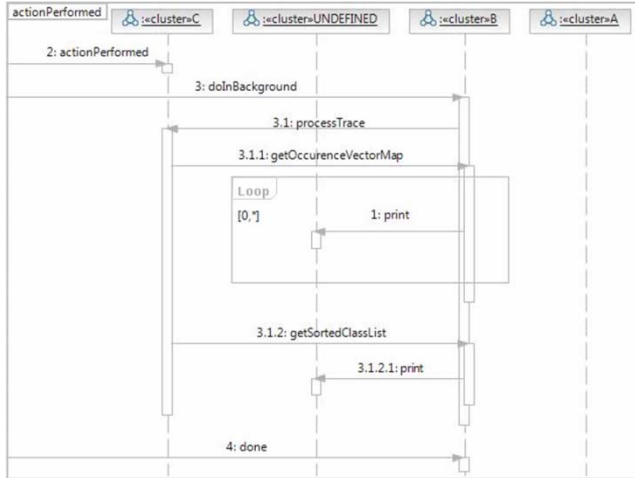 actionPerformed
:«cluster»C
:«cluster»UNDEFINED
:«cluster»B
:«cluster»A
2: actionPerformed
3: doInBackground
3.1: processTrace
3.1.1: getOccurenceVectorMap
Loop
[0,*]
1: print
3.1.2: getSortedClassList
3.1.2.1: print
4: done